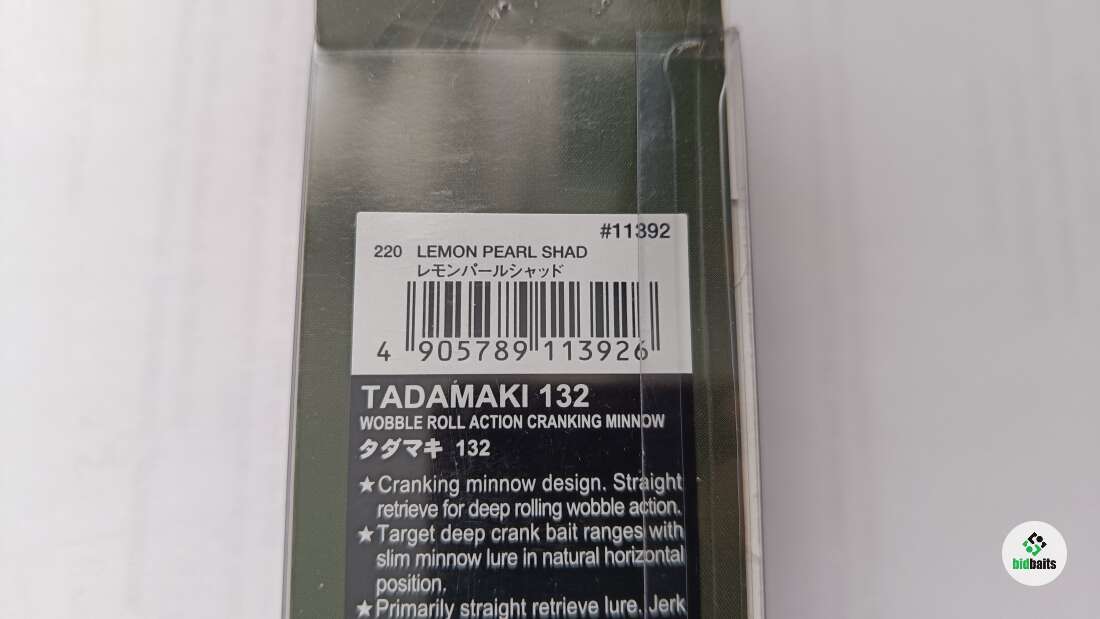 #11392
220 LEMON PEARL SHAD
レモンパールシャッド
4 905789 113926
TADAMAKI 132
WOBBLE ROLL ACTION CRANKING MINNOW
タダマキ 132
★Cranking minnow design. Straight
retrieve for deep rolling wobble action.
★Target deep crank bait ranges with
slim minnow lure in natural horizontal
position.
★Primarily straight retrieve lure. Jerk
bidbaits